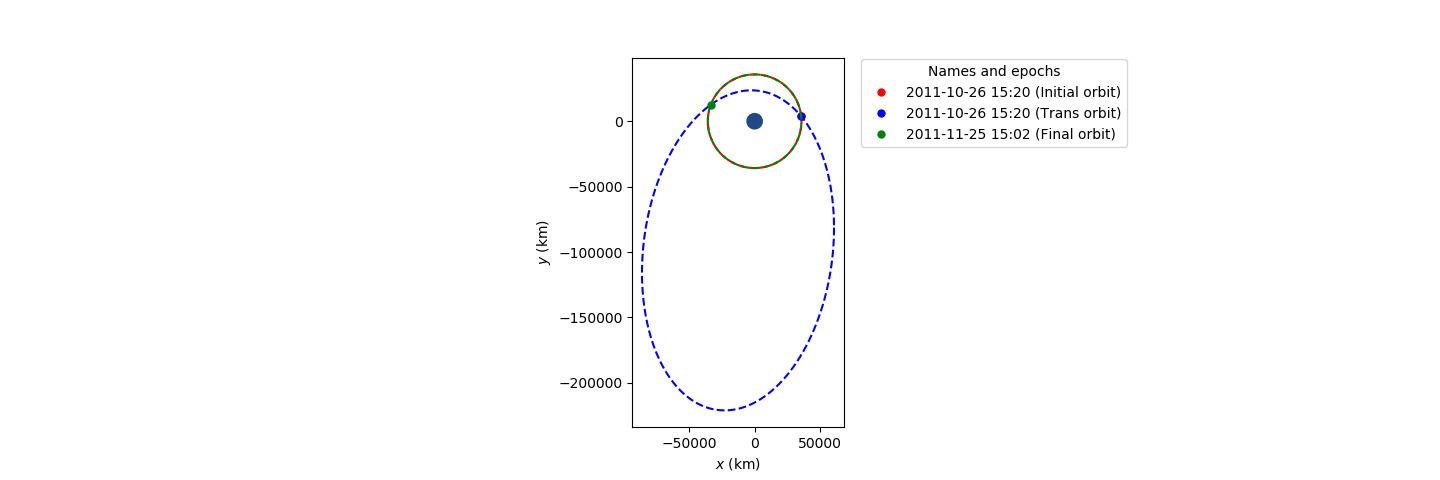 Names and epochs
2011-10-26 15:20 (Initial orbit)
2011-10-26 15:20 (Trans orbit)
2011-11-25 15:02 (Final orbit)
0
−50000
−100000
−150000
−200000
y (km)
−50000 0 50000
x (km)